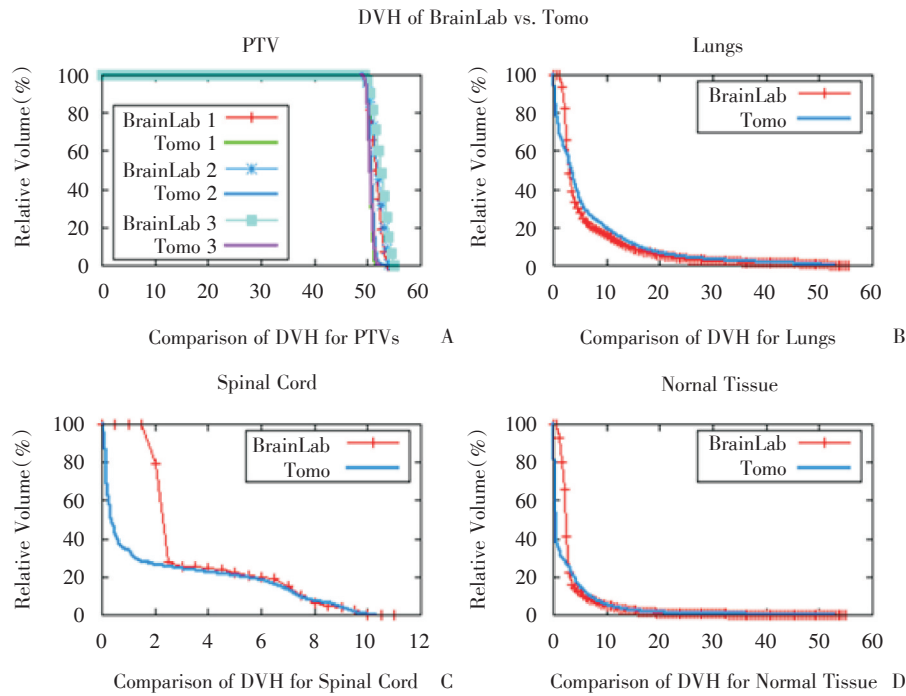 DVH of BrainLab vs. Tomo
PTV
Relative Volume(%)
100
80
60
40
20
0
BrainLab 1
Tomo 1
BrainLab 2
Tomo 2
BrainLab 3
Tomo 3
0 10 20 30 40 50 60
Comparison of DVH for PTVs A
Lungs
Relative Volume(%)
100
80
60
40
20
0
BrainLab
Tomo
0 10 20 30 40 50 60
Comparison of DVH for Lungs B
Spinal Cord
Relative Volume(%)
100
80
60
40
20
0
BrainLab
Tomo
0 2 4 6 8 10 12
Comparison of DVH for Spinal Cord C
Nornal Tissue
Relative Volume(%)
100
80
60
40
20
0
BrainLab
Tomo
0 10 20 30 40 50 60
Comparison of DVH for Normal Tissue D